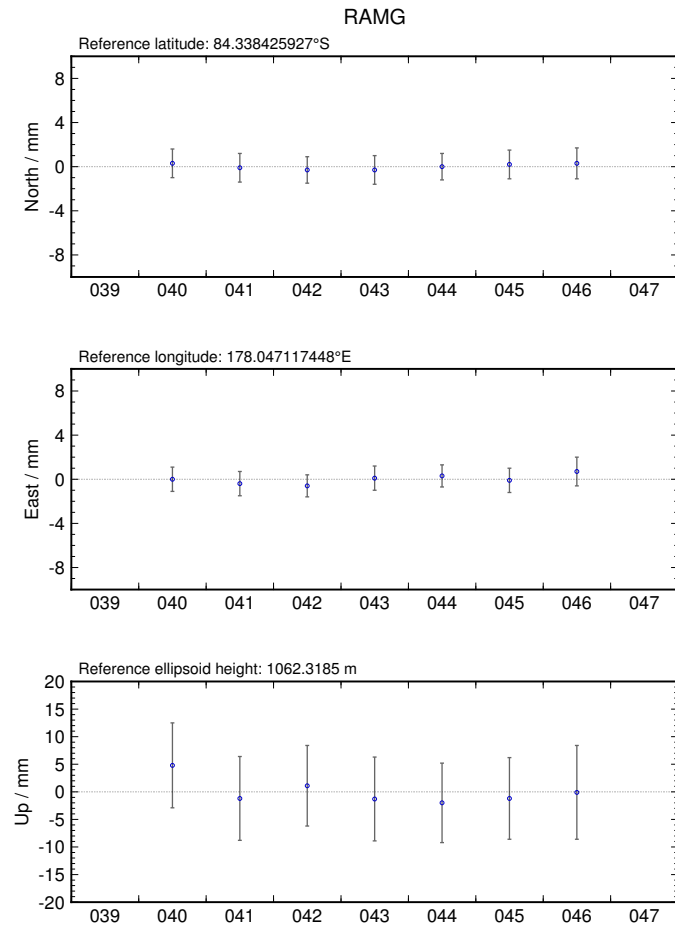 RAMG
Reference latitude: 84.338425927°S
8
4
0
-4
-8
North / mm
039 040 041 042 043 044 045 046 047
Reference longitude: 178.047117448°E
8
4
0
-4
-8
East / mm
039 040 041 042 043 044 045 046 047
Reference ellipsoid height: 1062.3185 m
20
15
10
5
0
-5
-10
-15
-20
Up / mm
039 040 041 042 043 044 045 046 047